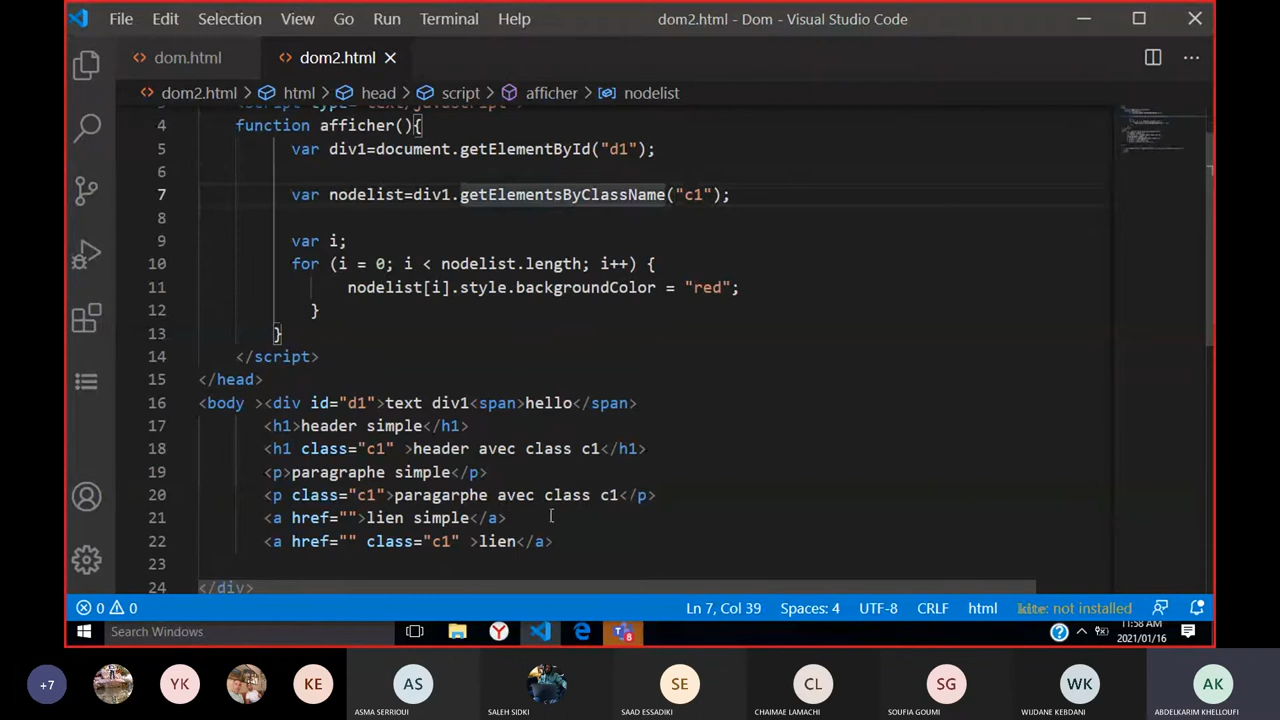 File Edit Selection View Go Run Terminal Help dom2.html - Dom - Visual Studio Code
dom.html dom2.html
dom2.html > html > head > script > afficher > nodelist
4 function afficher(){
5 var div1=document.getElementById("d1");
6
7 var nodelist=div1.getElementsByClassName("c1");
8
9 var i;
10 for (i = 0; i < nodelist.length; i++) {
11 nodelist[i].style.backgroundColor = "red";
12 }
13 }
14 </script>
15 </head>
16 <body ><div id="d1">text div1<span>hello</span>
17 <h1>header simple</h1>
18 <h1 class="c1" >header avec class c1</h1>
19 <p>paragraphe simple</p>
20 <p class="c1">paragarphe avec class c1</p>
21 <a href="">lien simple</a>
22 <a href="" class="c1" >lien</a>
23
24 </div>
0 0 Ln 7, Col 39 Spaces: 4 UTF-8 CRLF html kite: not installed
Search Windows 8 11:58 AM
2021/01/16
+7 YK KE AS SE CL SG WK AK
ASMA SERRIOUI SALEH SIDKI SAAD ESSADIKI CHAIMAE LAMACHI SOUFIA GOUMI WIJDANE KEBDANI ABDELKARIM KHELLOUFI